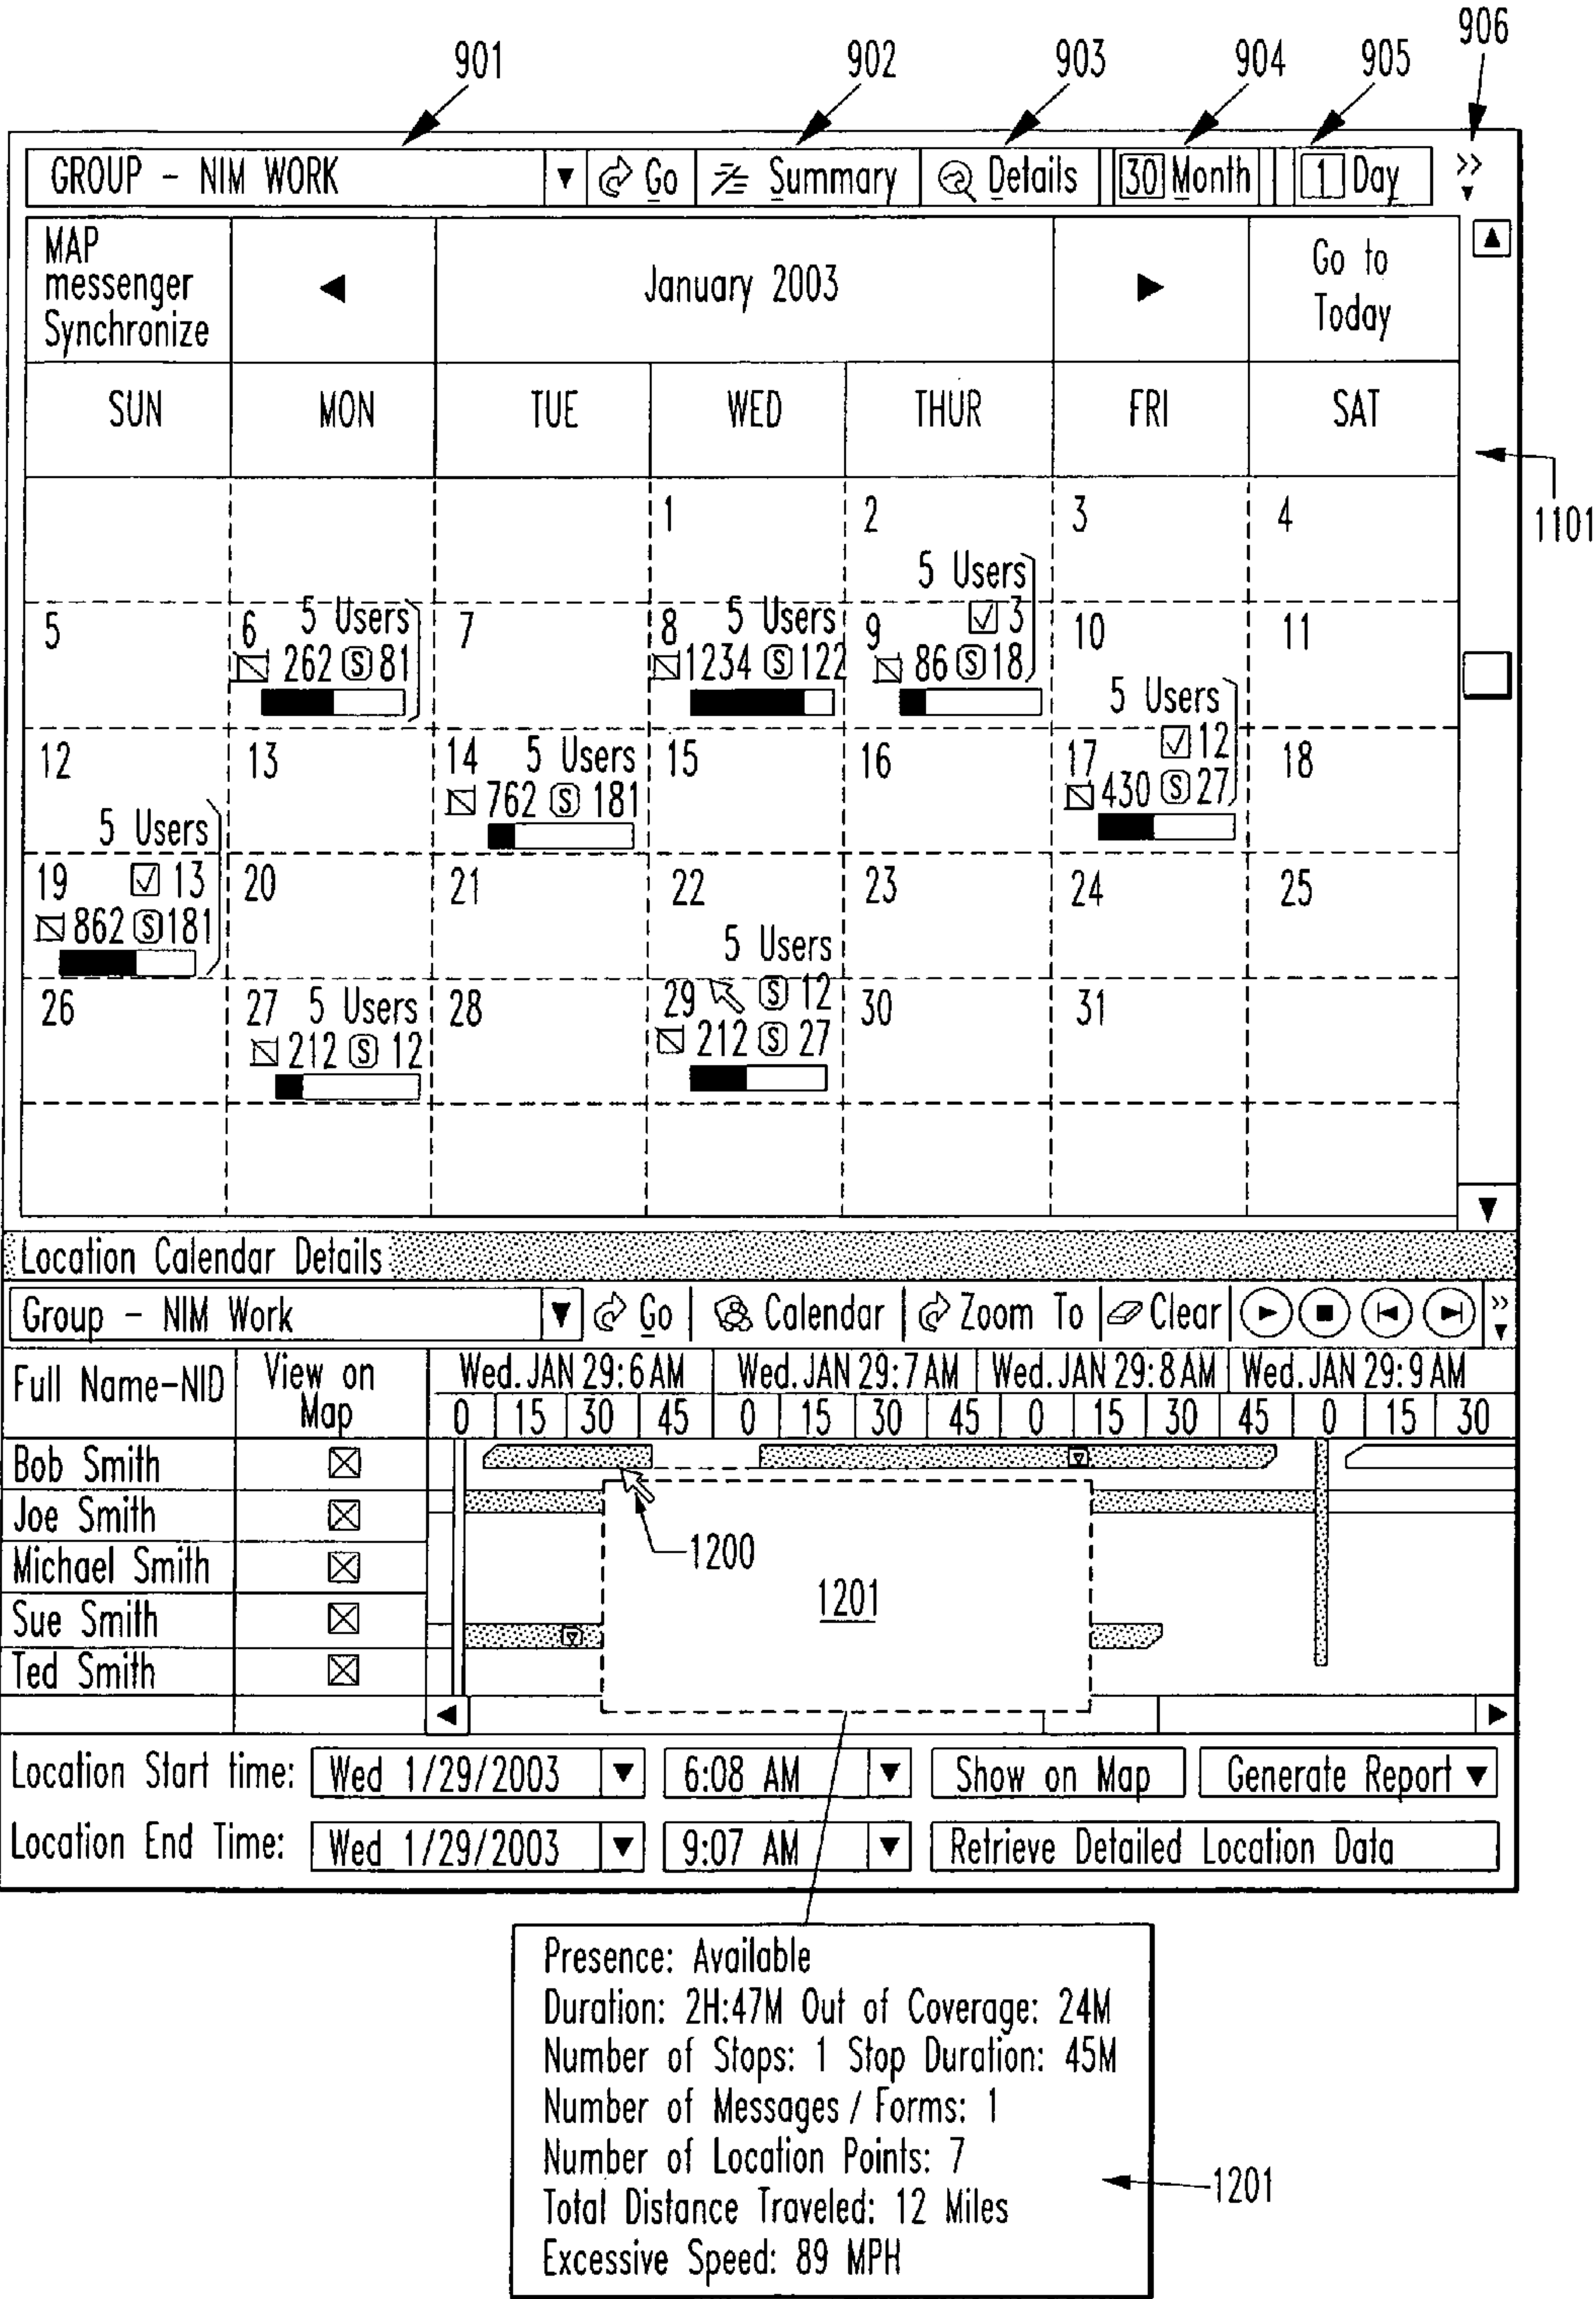 906
901 902 903 904 905
GROUP - NIM WORK Go Summary Details 30 Month 1 Day >>
MAP messenger Synchronize January 2003 Go to Today
SUN MON TUE WED THUR FRI SAT
1101
1 2 3 4
5 Users
5 6 5 Users 7 8 5 Users 9 3 10 11
262 S 81 1234 S 122 86 S 18
5 Users
12 13 14 5 Users 15 16 17 12 18
762 S 181 430 S 27
5 Users
19 13 20 21 22 23 24 25
862 S 181
5 Users
26 27 5 Users 28 29 S 12 30 31
212 S 12 212 S 27
Location Calendar Details
Group - NIM Work Go Calendar Zoom To Clear >>
Full Name-NID View on Map Wed. JAN 29:6 AM Wed. JAN 29:7 AM Wed. JAN 29:8 AM Wed. JAN 29:9 AM
0 15 30 45 0 15 30 45 0 15 30 45 0 15 30
Bob Smith
Joe Smith
1200
Michael Smith
1201
Sue Smith
Ted Smith
Location Start time: Wed 1/29/2003 6:08 AM Show on Map Generate Report
Location End Time: Wed 1/29/2003 9:07 AM Retrieve Detailed Location Data
Presence: Available
Duration: 2H:47M Out of Coverage: 24M
Number of Stops: 1 Stop Duration: 45M
Number of Messages / Forms: 1
Number of Location Points: 7
1201
Total Distance Traveled: 12 Miles
Excessive Speed: 89 MPH